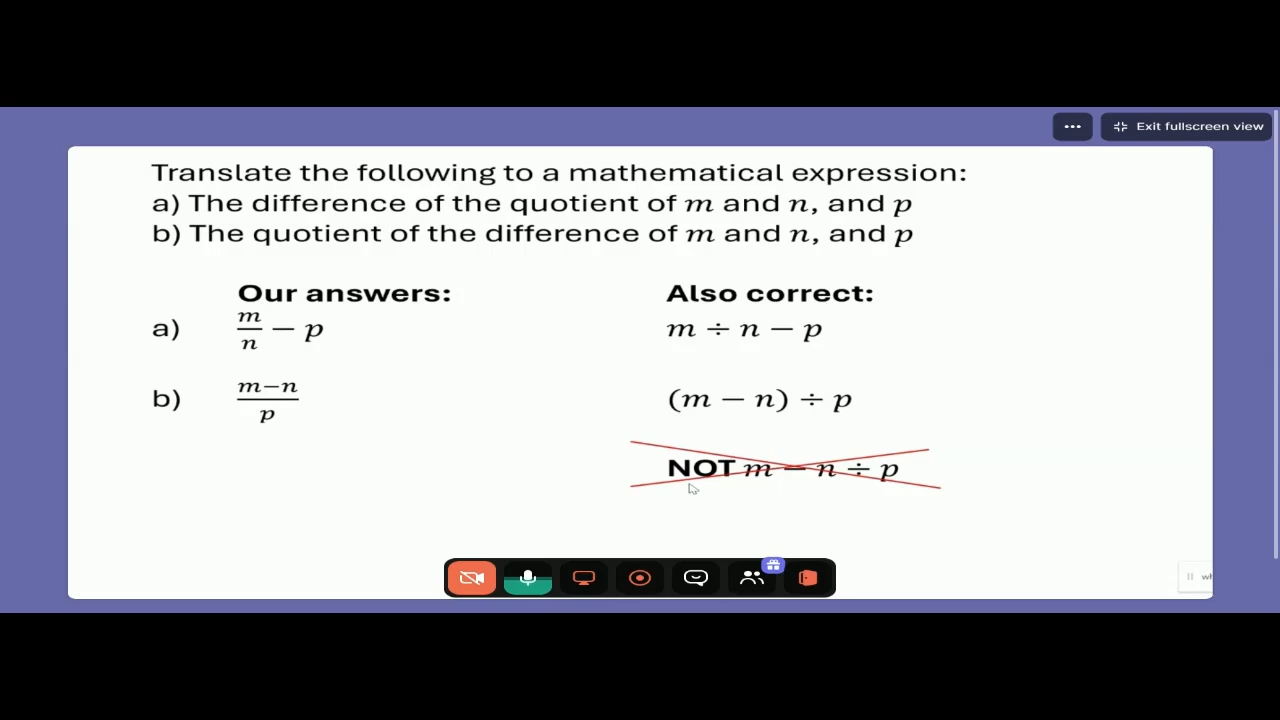 Exit fullscreen view
Translate the following to a mathematical expression:
a) The difference of the quotient of m and n, and p
b) The quotient of the difference of m and n, and p
Our answers:
Also correct:
a) m/n − p
m ÷ n − p
b) m−n/p
(m − n) ÷ p
NOT m − n ÷ p